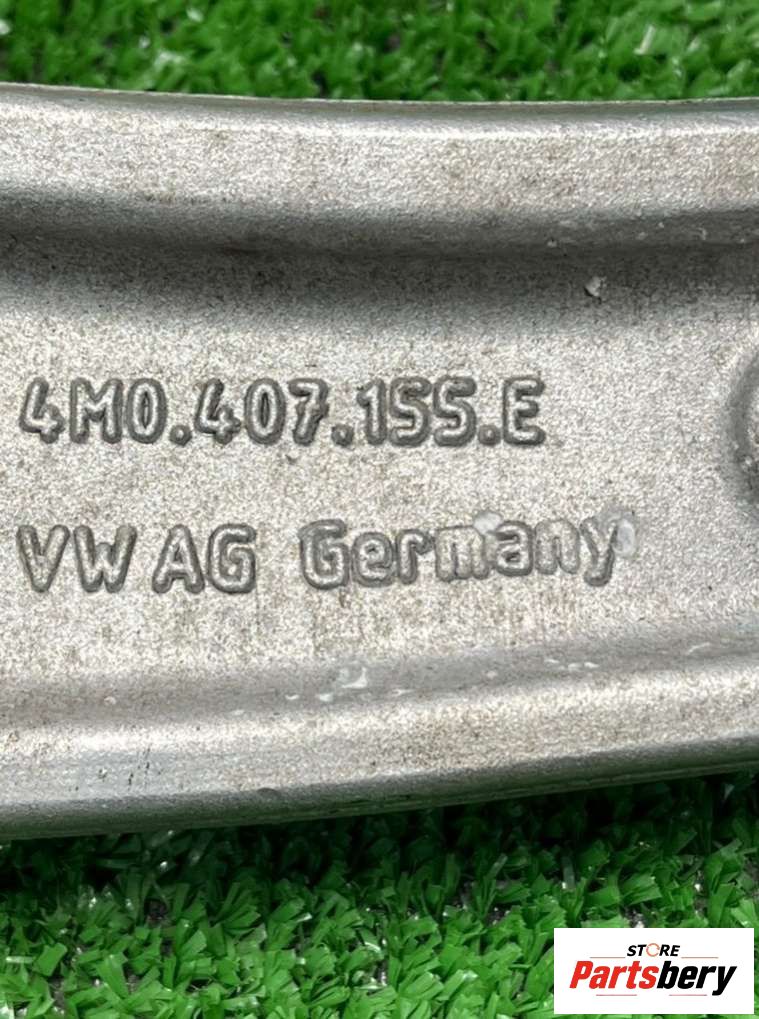 4M0.407.155.E
VW AG Germany
STORE
Partsbery